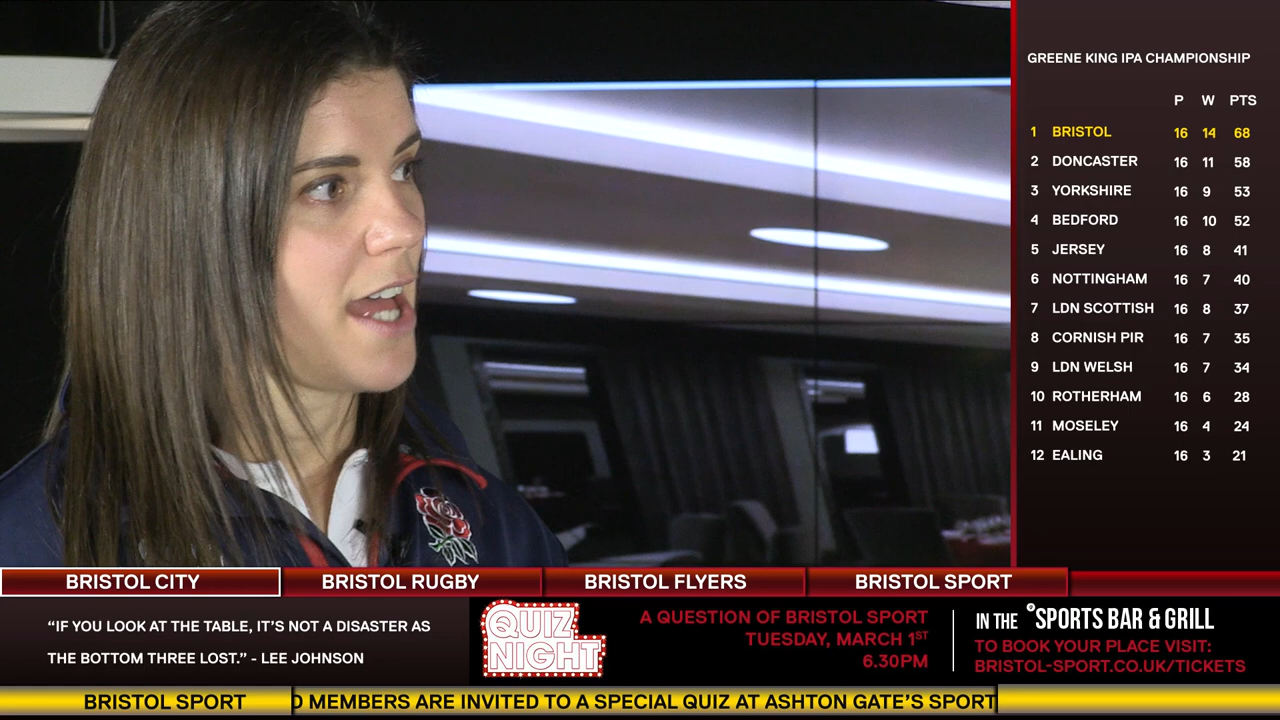 GREENE KING IPA CHAMPIONSHIP
P W PTS
1 BRISTOL 16 14 68
2 DONCASTER 16 11 58
3 YORKSHIRE 16 9 53
4 BEDFORD 16 10 52
5 JERSEY 16 8 41
6 NOTTINGHAM 16 7 40
7 LDN SCOTTISH 16 8 37
8 CORNISH PIR 16 7 35
9 LDN WELSH 16 7 34
10 ROTHERHAM 16 6 28
11 MOSELEY 16 4 24
12 EALING 16 3 21
BRISTOL CITY
BRISTOL RUGBY
BRISTOL FLYERS
BRISTOL SPORT
“IF YOU LOOK AT THE TABLE, IT’S NOT A DISASTER AS
THE BOTTOM THREE LOST.” - LEE JOHNSON
QUIZ
NIGHT
A QUESTION OF BRISTOL SPORT
TUESDAY, MARCH 1ST
6.30PM
IN THE SPORTS BAR & GRILL
TO BOOK YOUR PLACE VISIT:
BRISTOL-SPORT.CO.UK/TICKETS
BRISTOL SPORT
D MEMBERS ARE INVITED TO A SPECIAL QUIZ AT ASHTON GATE’S SPORT